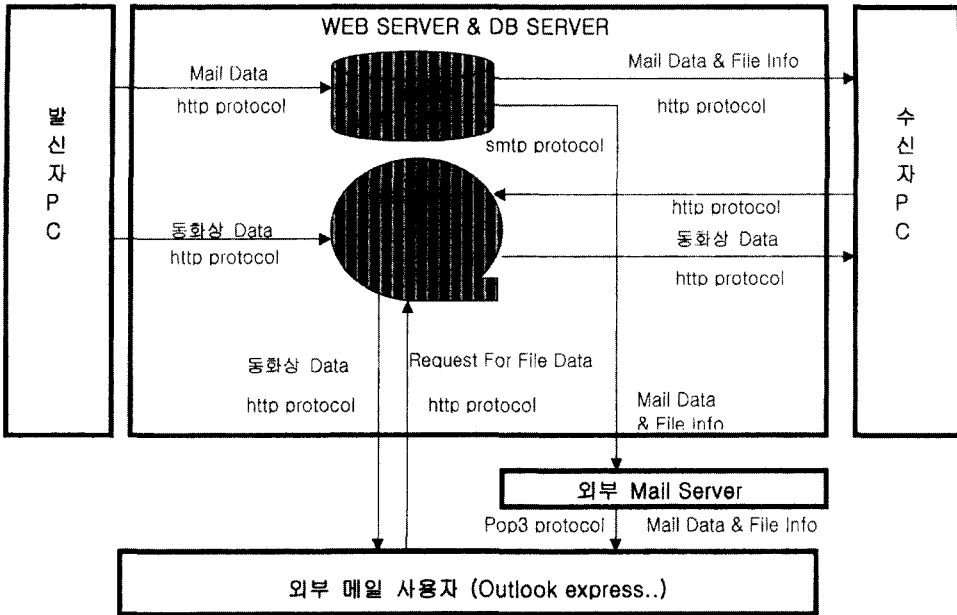 WEB SERVER & DB SERVER
발
신
자
P
C
Mail Data
http protocol
Mail Data & File Info
http protocol
smtp protocol
수
신
자
P
C
http protocol
동화상 Data
http protocol
동화상 Data
http protocol
동화상 Data
http protocol
Request For File Data
http protocol
Mail Data
& File Info
외부 Mail Server
Pop3 protocol
Mail Data & File Info
외부 메일 사용자 (Outlook express..)